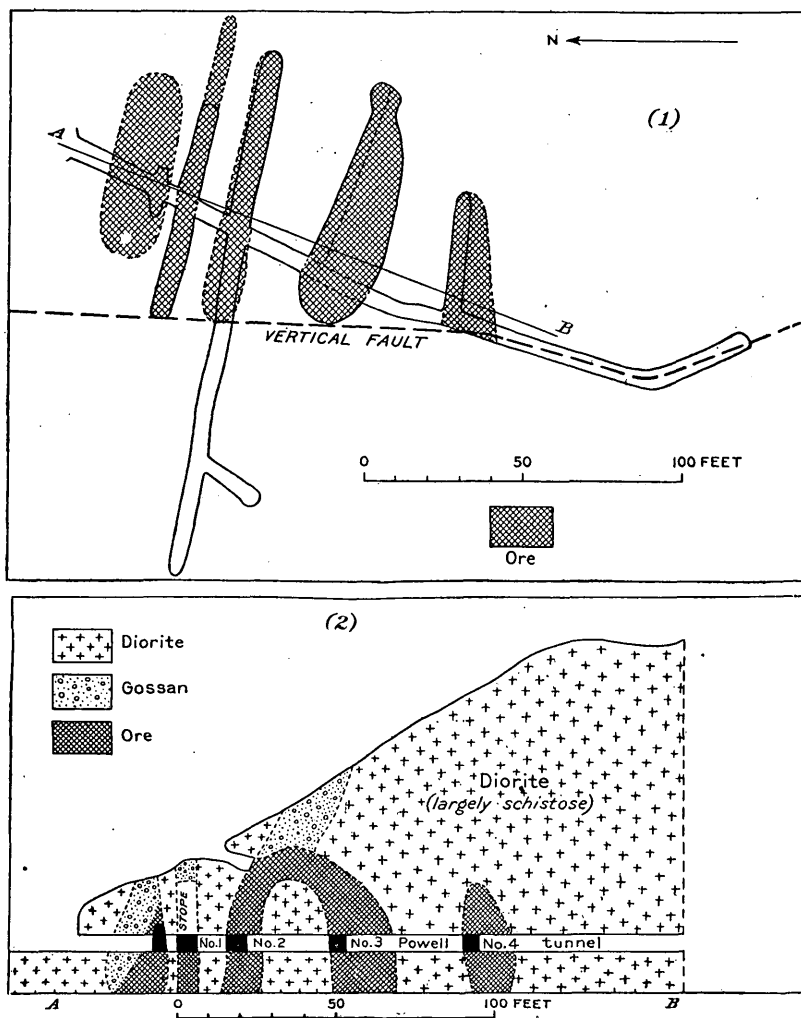 N
(1)
A
B
VERTICAL FAULT
0 50 100 FEET
Ore
(2)
Diorite
Gossan
Ore
Diorite
(largely schistose)
STOPE
No.1 No.2 No.3 Powell No.4 tunnel
A 0 50 100 FEET B